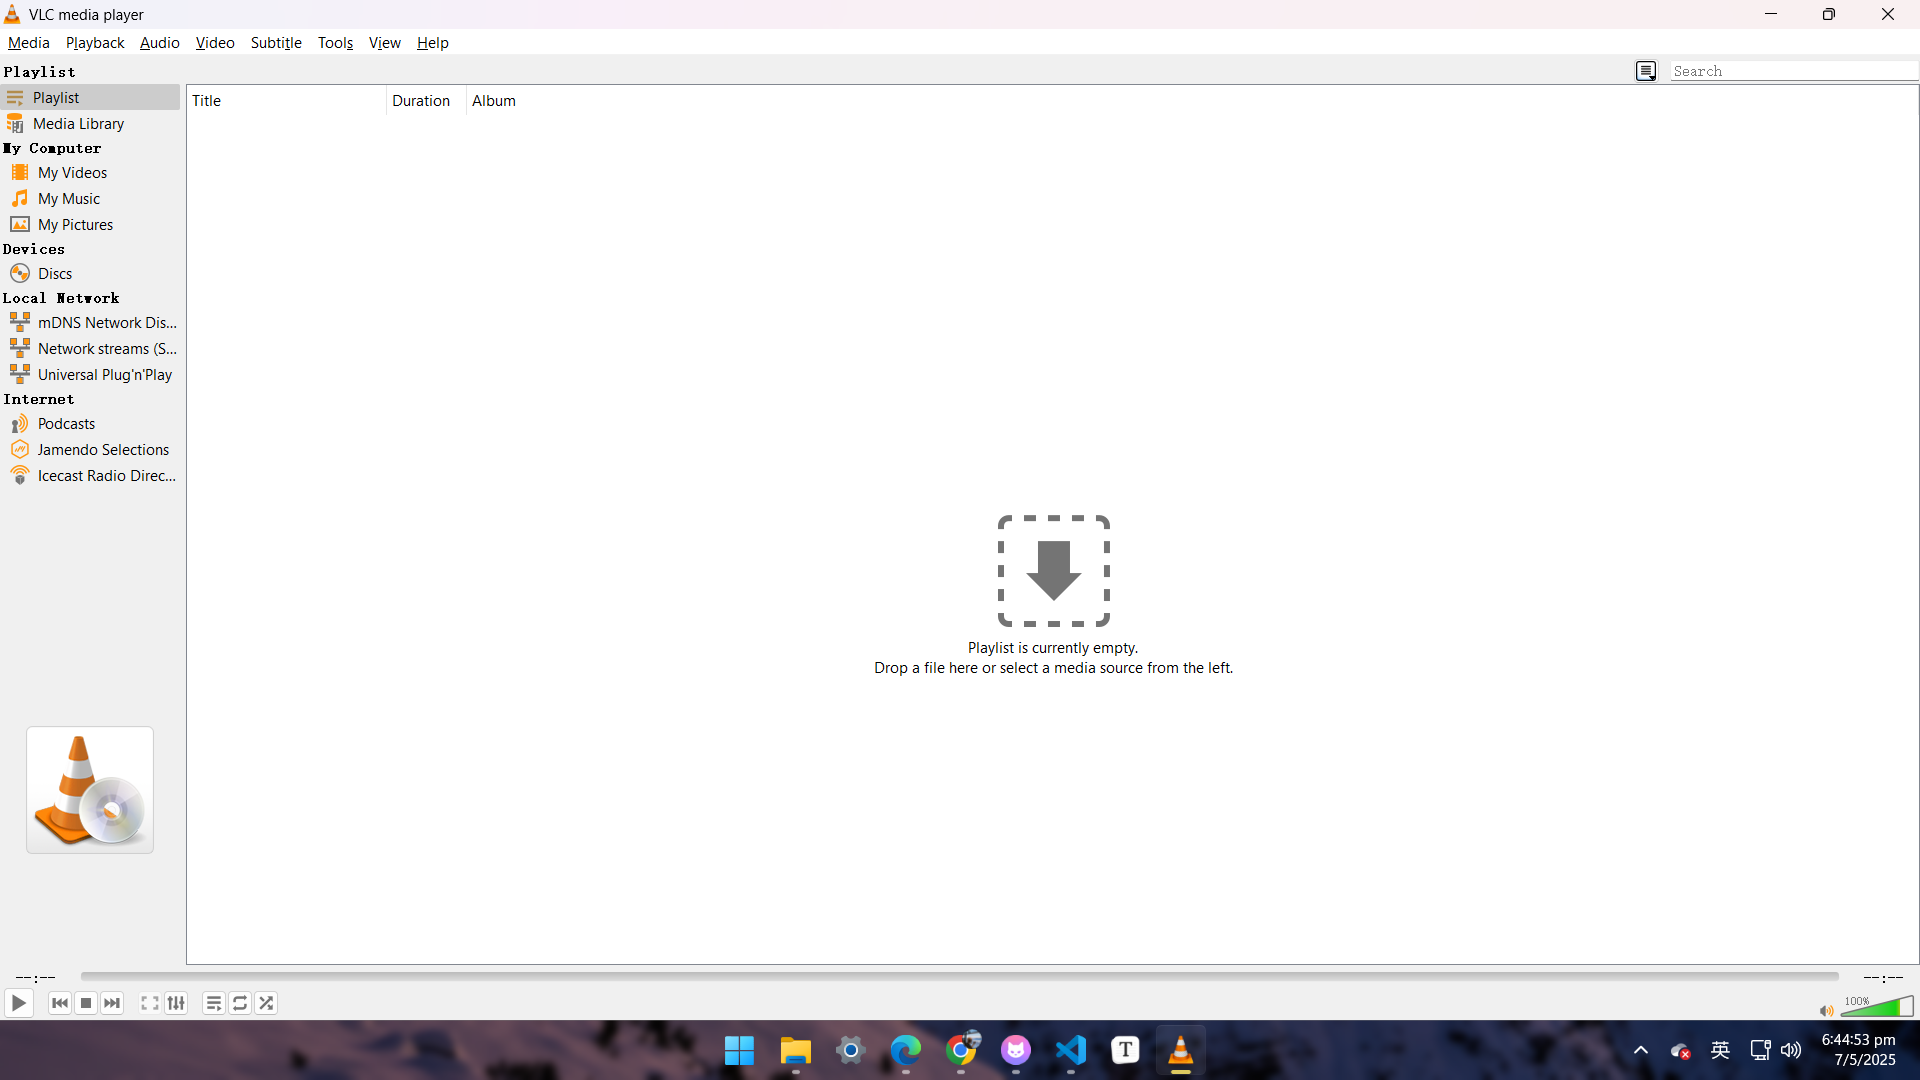 VLC media player
Media Playback Audio Video Subtitle Tools View Help
Playlist
Search
Playlist
Media Library
My Computer
My Videos
My Music
My Pictures
Devices
Discs
Local Network
mDNS Network Dis...
Network streams (S...
Universal Plug'n'Play
Internet
Podcasts
Jamendo Selections
Icecast Radio Direc...
Title Duration Album
Playlist is currently empty.
Drop a file here or select a media source from the left.
--:-- --:--
100%
T
英
6:44:53 pm
7/5/2025